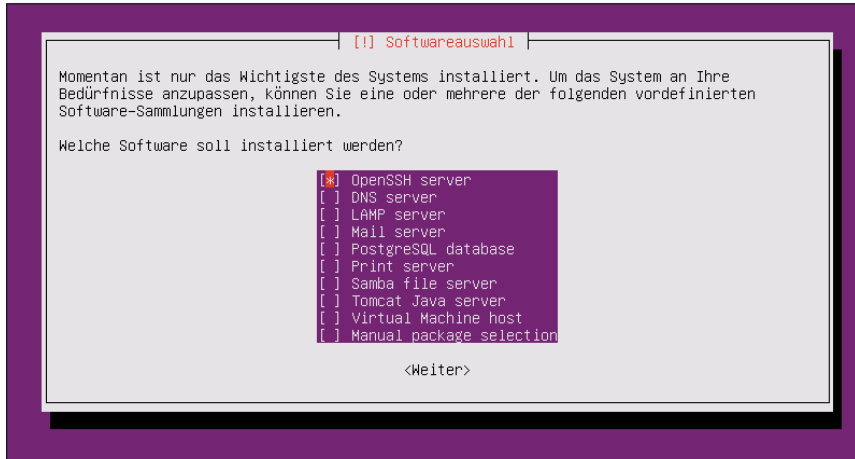 [!] Softwareauswahl
Momentan ist nur das Wichtigste des Systems installiert. Um das System an Ihre
Bedürfnisse anzupassen, können Sie eine oder mehrere der folgenden vordefinierten
Software-Sammlungen installieren.
Welche Software soll installiert werden?
[*] OpenSSH server
[ ] DNS server
[ ] LAMP server
[ ] Mail server
[ ] PostgreSQL database
[ ] Print server
[ ] Samba file server
[ ] Tomcat Java server
[ ] Virtual Machine host
[ ] Manual package selection
<Weiter>